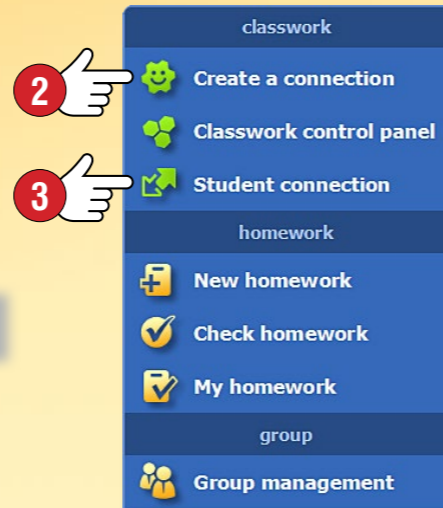 classwork
2
Create a connection
Classwork control panel
3
Student connection
homework
New homework
Check homework
My homework
group
Group management